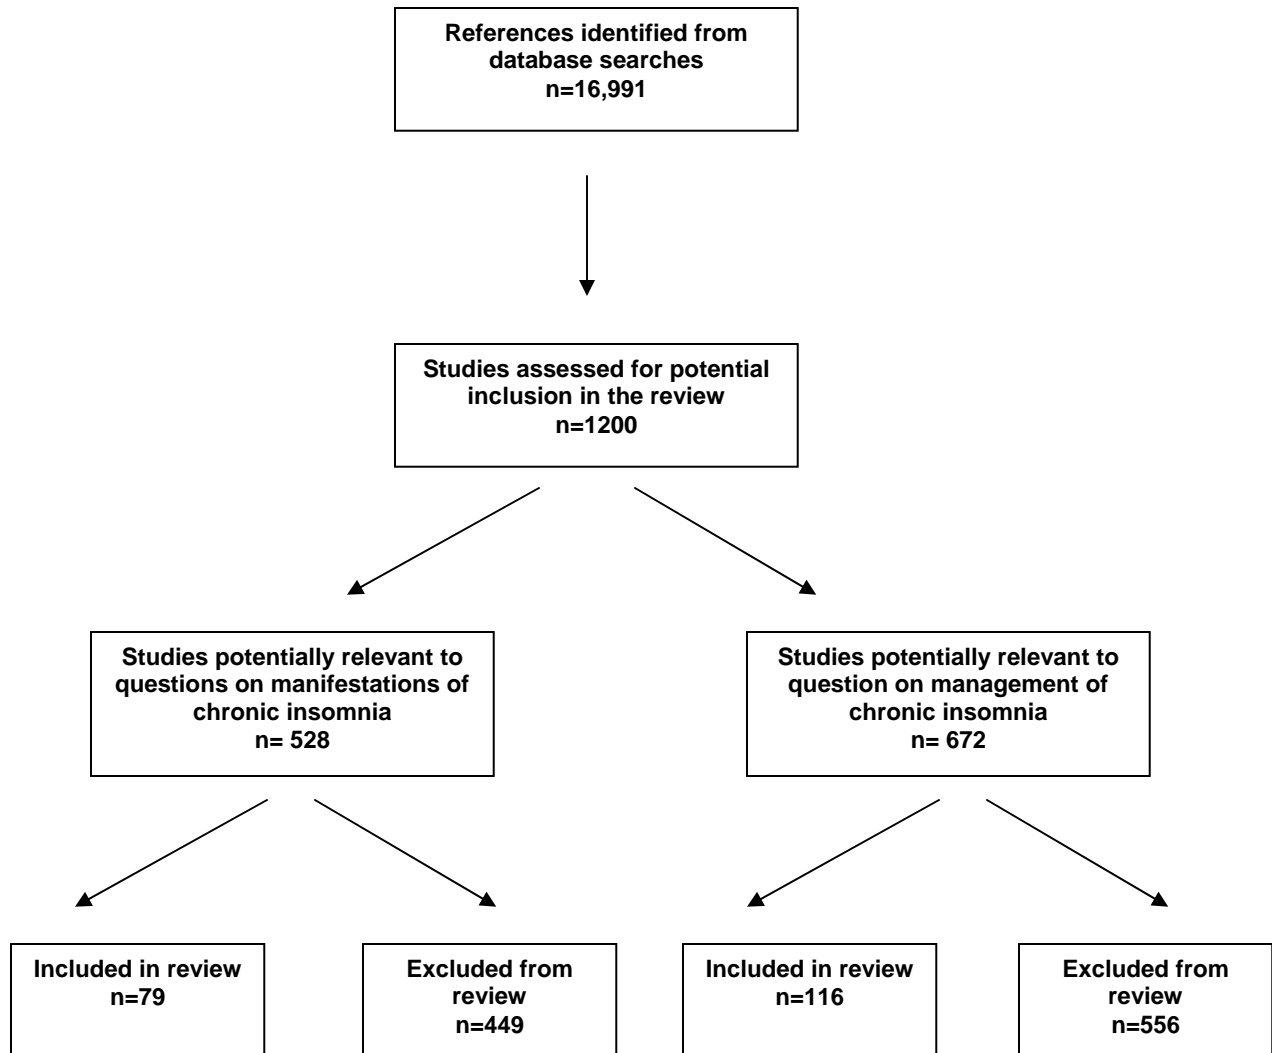 References identified from
database searches
n=16,991
Studies assessed for potential
inclusion in the review
n=1200
Studies potentially relevant to
questions on manifestations of
chronic insomnia
n= 528
Studies potentially relevant to
question on management of
chronic insomnia
n= 672
Included in review
n=79
Excluded from
review
n=449
Included in review
n=116
Excluded from
review
n=556